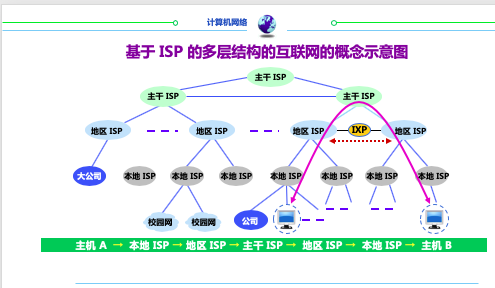 计算机网络
基于 ISP 的多层结构的互联网的概念示意图
主干 ISP
主干 ISP
主干 ISP
地区 ISP
地区 ISP
地区 ISP
IXP
地区 ISP
大公司
本地 ISP
本地 ISP
本地 ISP
本地 ISP
本地 ISP
本地 ISP
本地 ISP
校园网
校园网
公司
主机 A → 本地 ISP → 地区 ISP → 主干 ISP → 地区 ISP → 本地 ISP → 主机 B